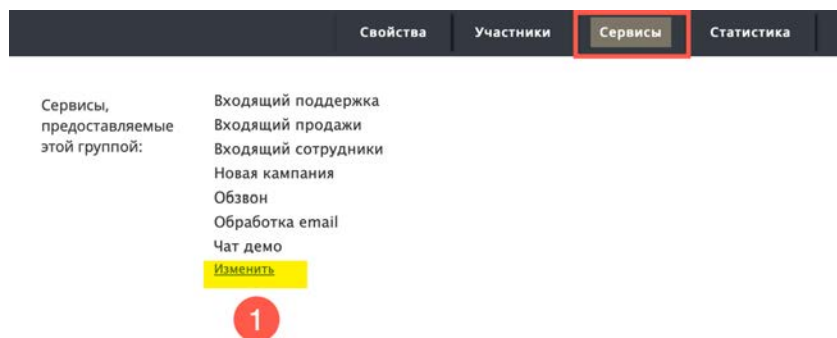 Свойства Участники Сервисы Статистика
Сервисы,
предоставляемые
этой группой:
Входящий поддержка
Входящий продажи
Входящий сотрудники
Новая кампания
Обзвон
Обработка email
Чат демо
Изменить
1